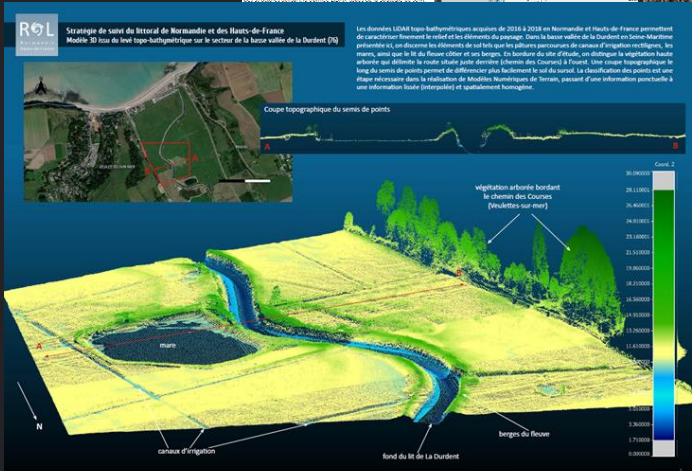 R L
Normandie
Hauts-de-France
Stratégie de suivi du littoral de Normandie et des Hauts-de-France
Modèle 3D issu du levé topo-bathymétrique sur le secteur de la basse vallée de la Durdent (76)
Les données LiDAR topo-bathymétriques acquises de 2016 à 2018 en Normandie et Hauts-de-France permettent
de caractériser finement le relief et les éléments du paysage. Dans la basse vallée de la Durdent en Seine-Maritime
présentée ici, on discerne les éléments de sol tels que les pâtures parcourues de canaux d'irrigation rectilignes, les
mares, ainsi que le lit du fleuve côtier et ses berges. En bordure du site d'étude, on distingue la végétation haute
arborée qui délimite la route située juste derrière (chemin des Courses) à l'ouest. Une coupe topographique le
long du semis de points permet de différencier plus facilement le sol du sursol. La classification des points est une
étape nécessaire dans la réalisation de Modèles Numériques de Terrain, passant d'une information ponctuelle à
une information lissée (interpolée) et spatialement homogène.
Coupe topographique du semis de points
A
B
A
B
VEULETTES-SUR-MER
végétation arborée bordant
le chemin des Courses
(Veulettes-sur-mer)
Coord. Z
30.090000
28.111001
26.460001
24.810001
23.160001
21.510000
19.860000
18.210000
16.560000
14.910000
13.260000
11.610000
5.010000
3.360000
1.710000
0.000000
B
A
mare
N
canaux d'irrigation
fond du lit de La Durdent
berges du fleuve